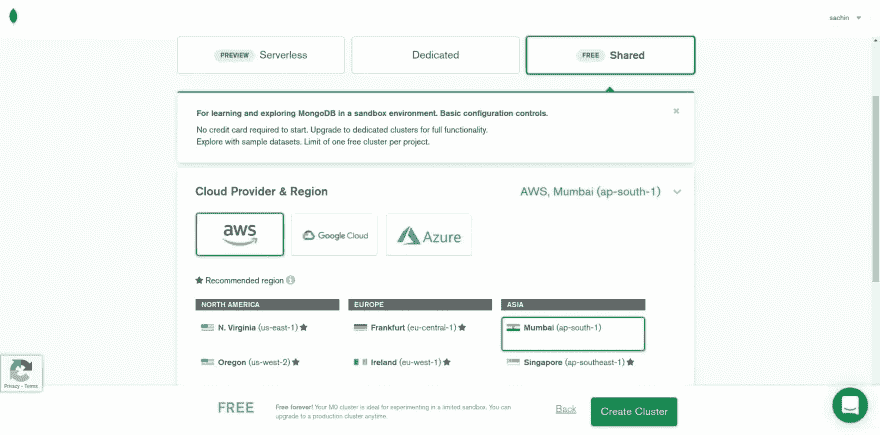 sachin
PREVIEW Serverless
Dedicated
FREE Shared
For learning and exploring MongoDB in a sandbox environment. Basic configuration controls.
No credit card required to start. Upgrade to dedicated clusters for full functionality.
Explore with sample datasets. Limit of one free cluster per project.
Cloud Provider & Region
AWS, Mumbai (ap-south-1)
aws
Google Cloud
Azure
Recommended region
NORTH AMERICA
EUROPE
ASIA
N. Virginia (us-east-1)
Frankfurt (eu-central-1)
Mumbai (ap-south-1)
Oregon (us-west-2)
Ireland (eu-west-1)
Singapore (ap-southeast-1)
Privacy - Terms
FREE
Free forever! Your M0 cluster is ideal for experimenting in a limited sandbox. You can
upgrade to a production cluster anytime.
Back
Create Cluster